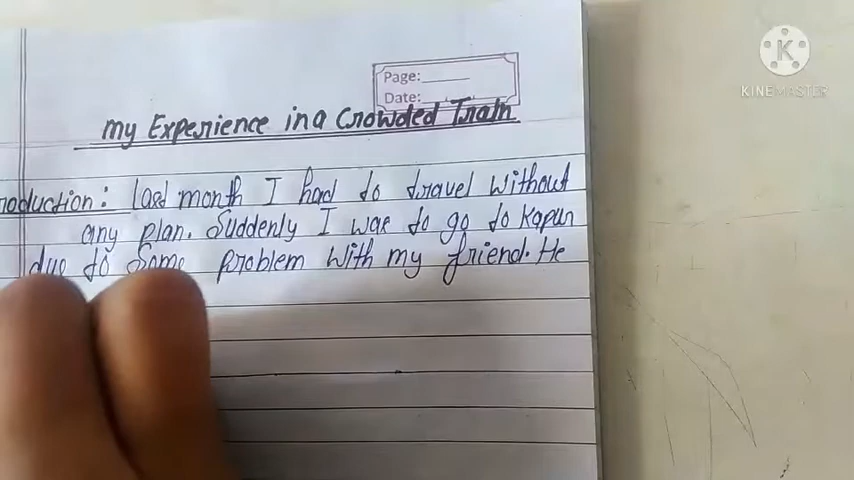 KINEMASTER
Page:
Date:
my Experience in a Crowded Train
roduction: last month I had to travel without
any plan. Suddenly I was to go to Kapur
due to Some problem with my friend. He